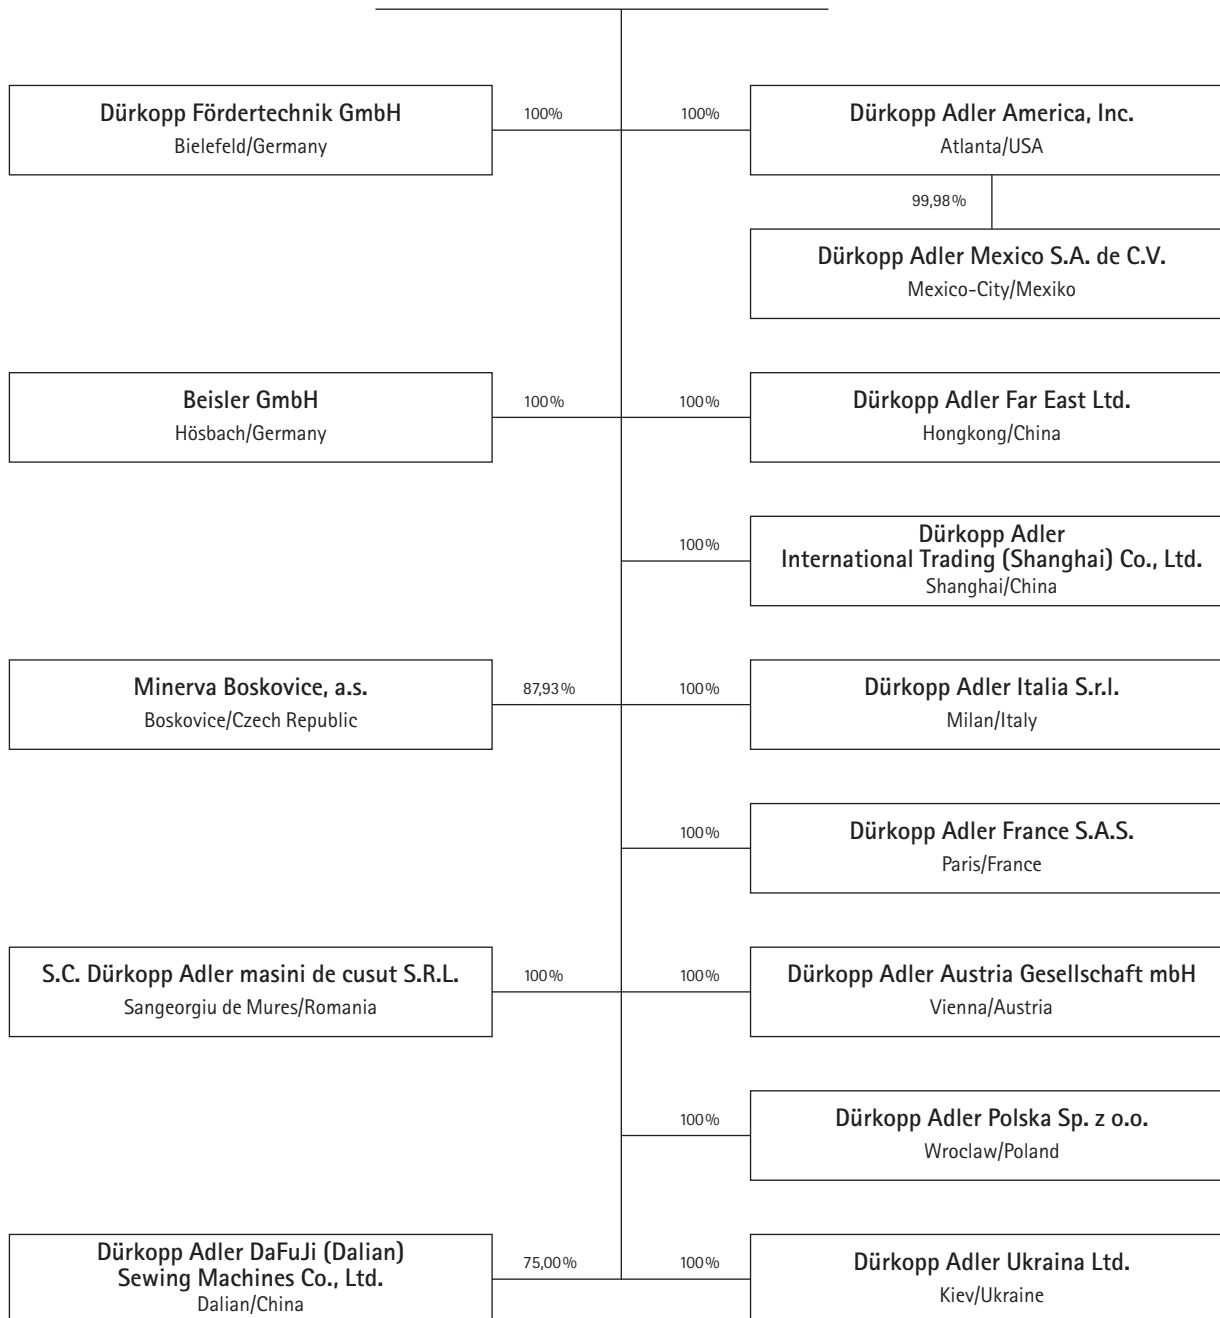 Dürkopp Fördertechnik GmbH
Bielefeld/Germany
100%
100%
Dürkopp Adler America, Inc.
Atlanta/USA
99,98%
Dürkopp Adler Mexico S.A. de C.V.
Mexico-City/Mexiko
Beisler GmbH
Hösbach/Germany
100%
100%
Dürkopp Adler Far East Ltd.
Hongkong/China
100%
Dürkopp Adler
International Trading (Shanghai) Co., Ltd.
Shanghai/China
Minerva Boskovice, a.s.
Boskovice/Czech Republic
87,93%
100%
Dürkopp Adler Italia S.r.l.
Milan/Italy
100%
Dürkopp Adler France S.A.S.
Paris/France
S.C. Dürkopp Adler masini de cusut S.R.L.
Sangeorgiu de Mures/Romania
100%
100%
Dürkopp Adler Austria Gesellschaft mbH
Vienna/Austria
100%
Dürkopp Adler Polska Sp. z o.o.
Wroclaw/Poland
Dürkopp Adler DaFuJi (Dalian)
Sewing Machines Co., Ltd.
Dalian/China
75,00%
100%
Dürkopp Adler Ukraina Ltd.
Kiev/Ukraine